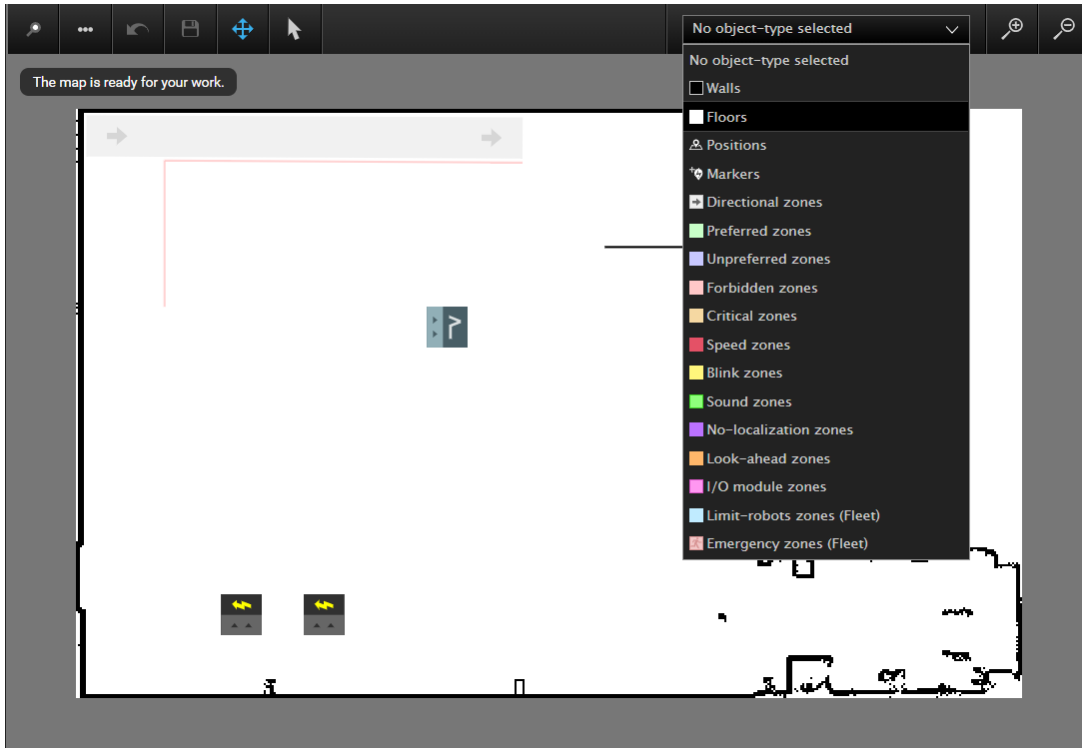 No object-type selected
The map is ready for your work.
No object-type selected
Walls
Floors
Positions
Markers
Directional zones
Preferred zones
Unpreferred zones
Forbidden zones
Critical zones
Speed zones
Blink zones
Sound zones
No-localization zones
Look-ahead zones
I/O module zones
Limit-robots zones (Fleet)
Emergency zones (Fleet)